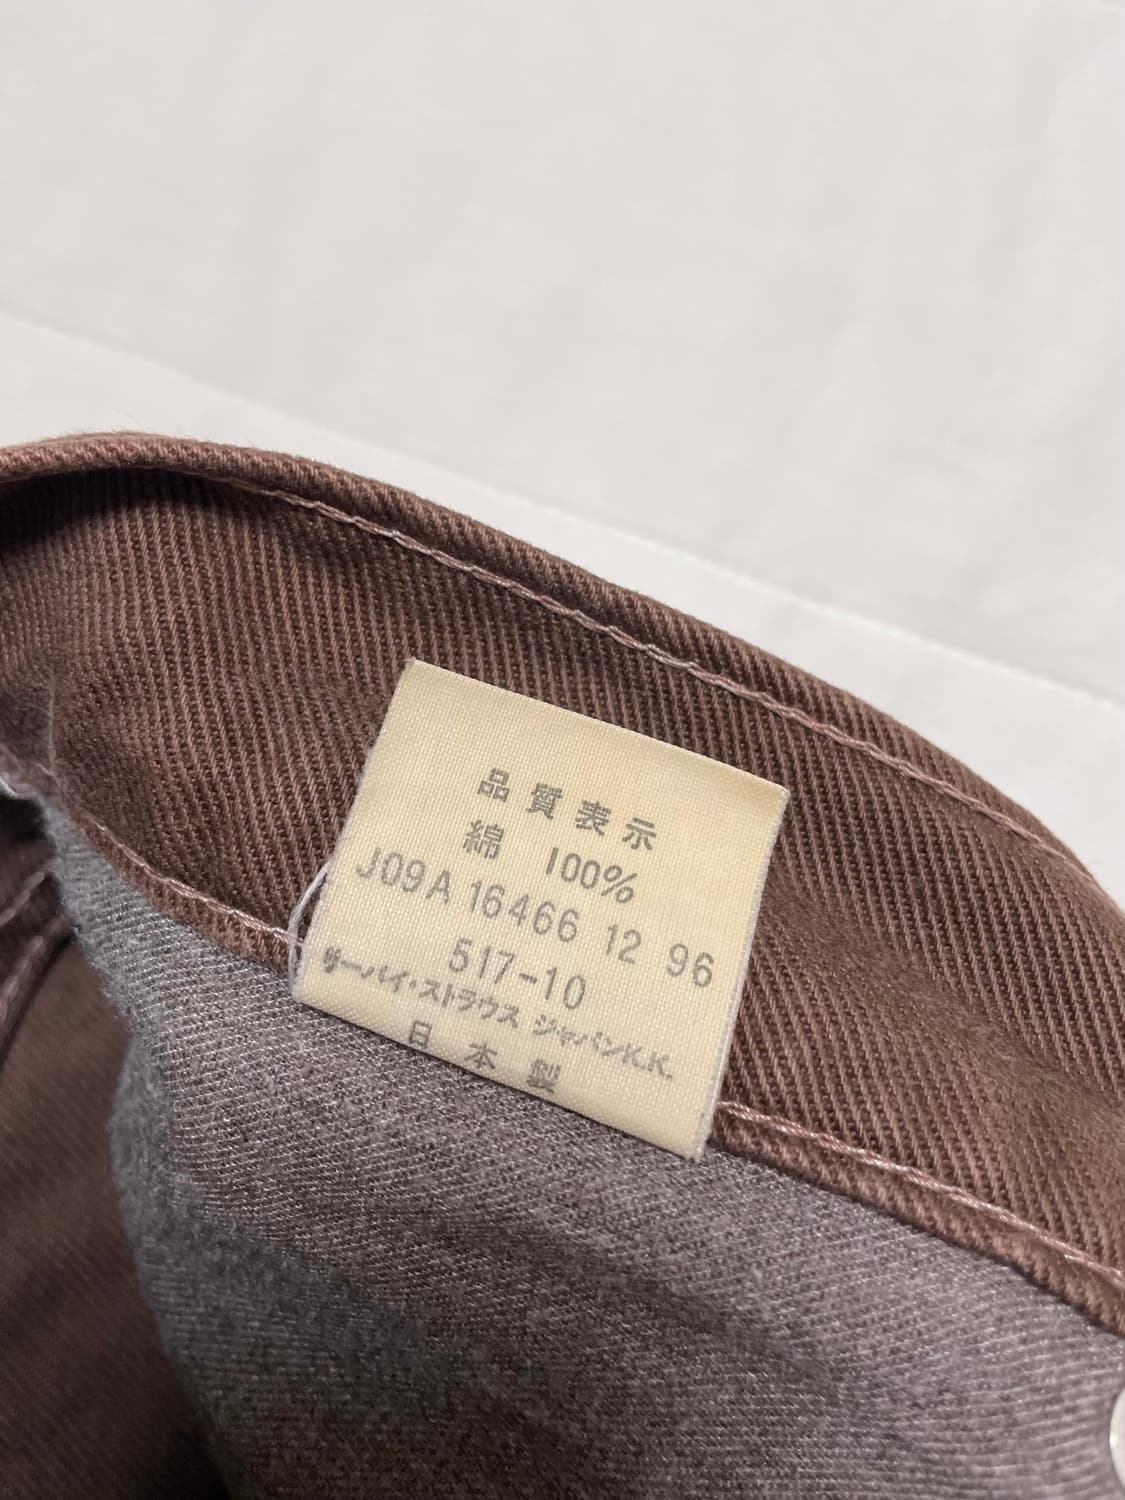 品質表示
綿 100%
J09A 16466 12 96
517-10
リーバイ・ストラウス ジャパンK.K.
日本製